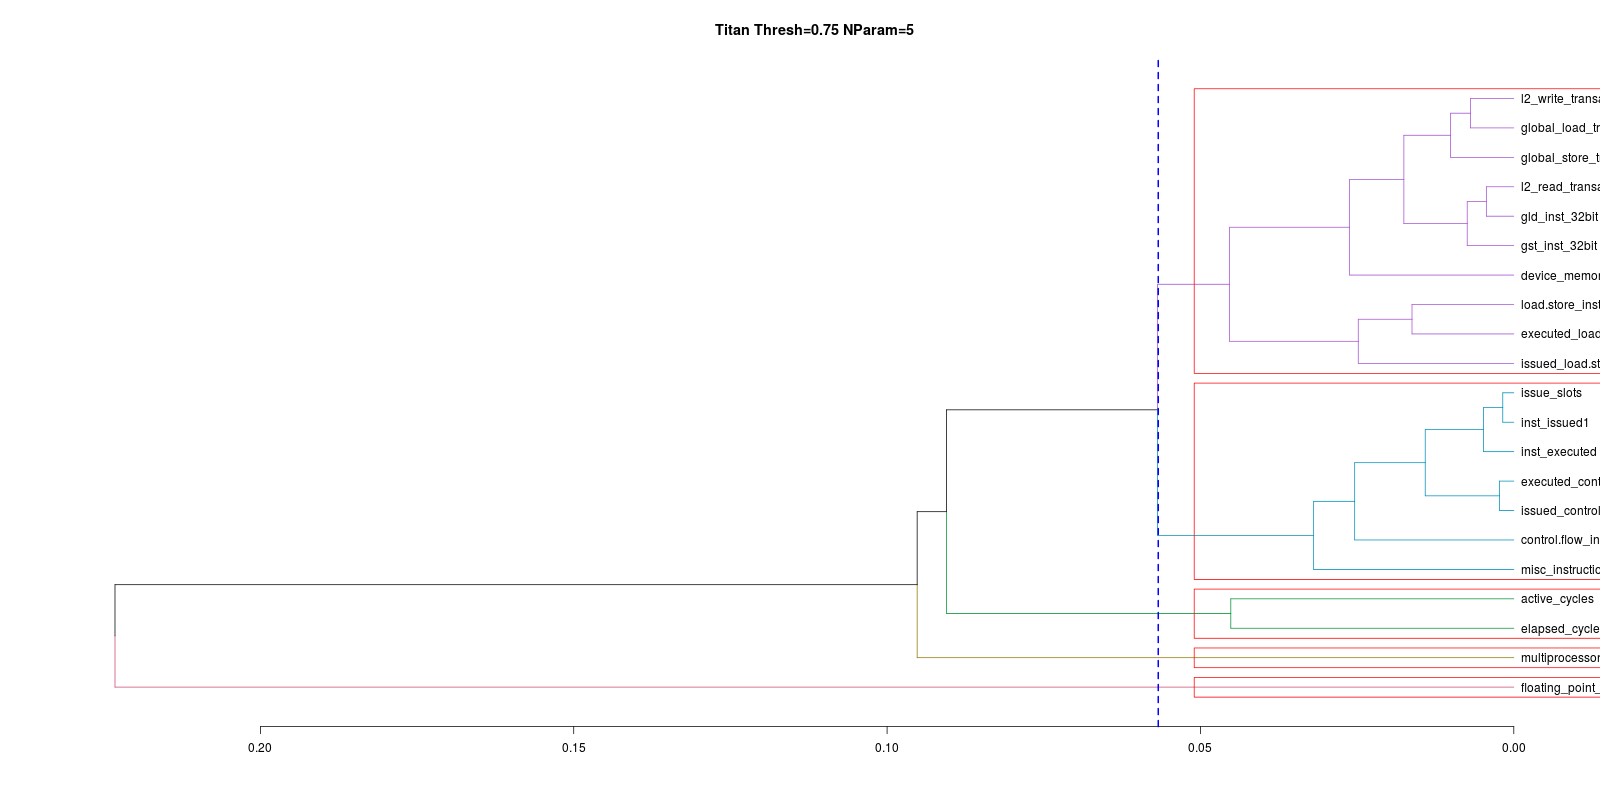 Titan Thresh=0.75 NParam=5
l2_write_transa
global_load_tr
global_store_t
l2_read_transa
gld_inst_32bit
gst_inst_32bit
device_memor
load.store_inst
executed_load
issued_load.st
issue_slots
inst_issued1
inst_executed
executed_cont
issued_control
control.flow_in
misc_instructio
active_cycles
elapsed_cycle
multiprocessor
floating_point_
0.20 0.15 0.10 0.05 0.00